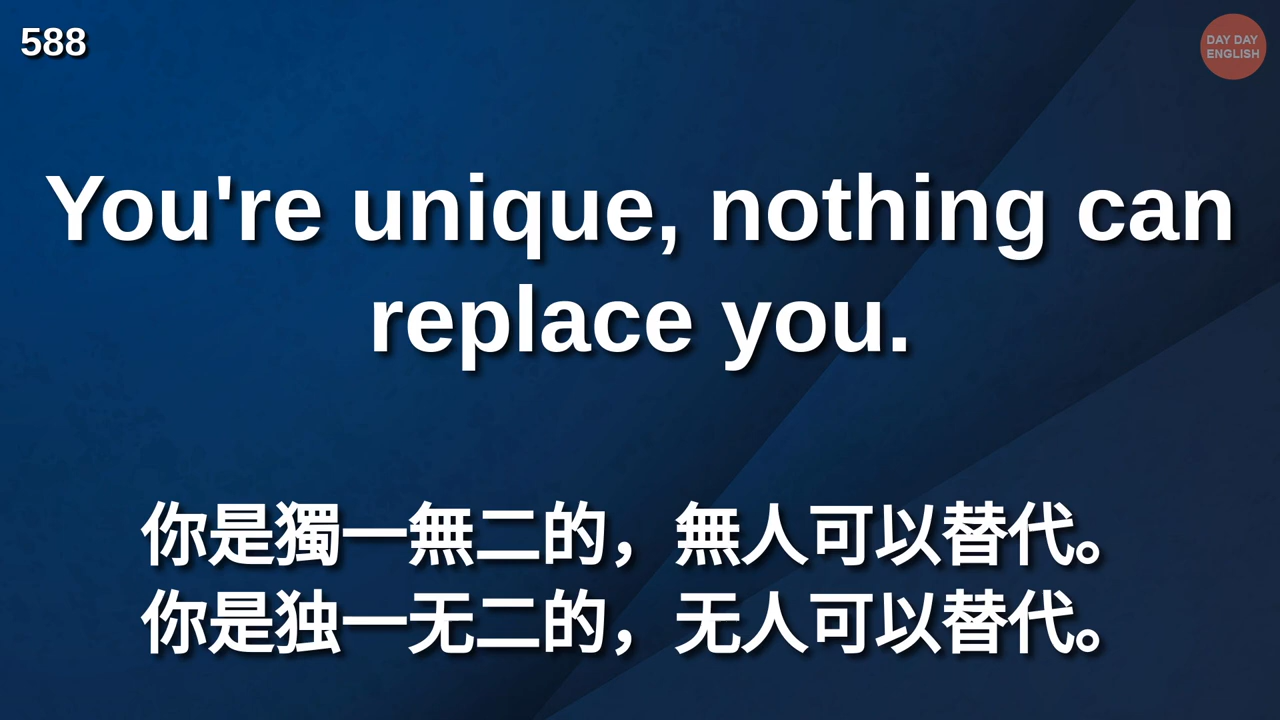 588
DAY DAY
ENGLISH
You're unique, nothing can
replace you.
你是獨一無二的，無人可以替代。
你是独一无二的，无人可以替代。